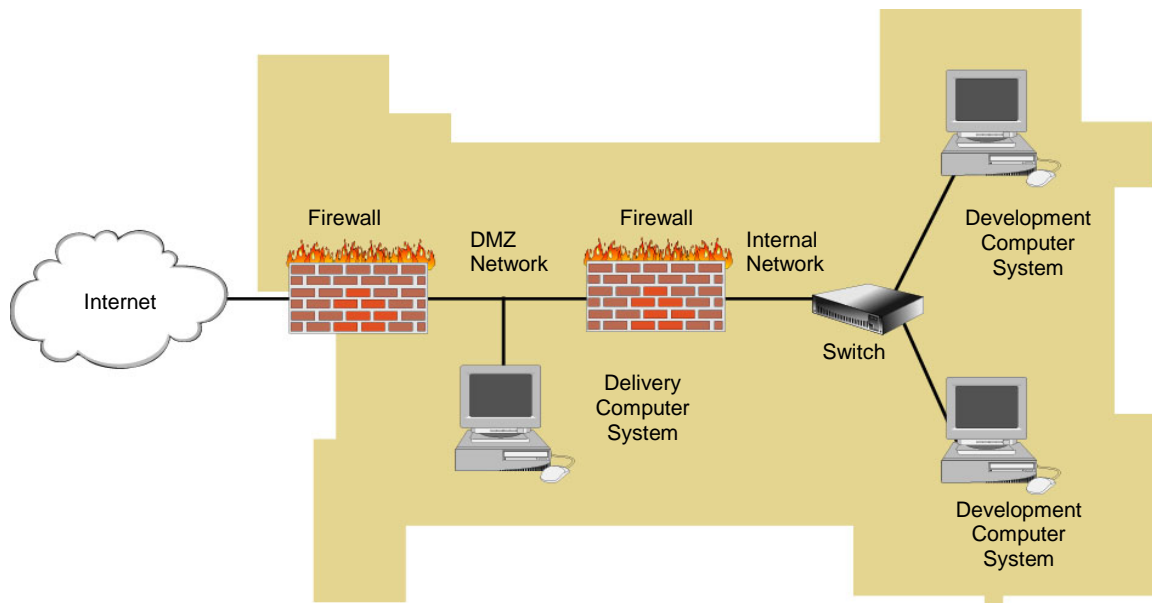 Firewall
DMZ
Network
Firewall
Internal
Network
Development
Computer
System
Internet
Switch
Delivery
Computer
System
Development
Computer
System